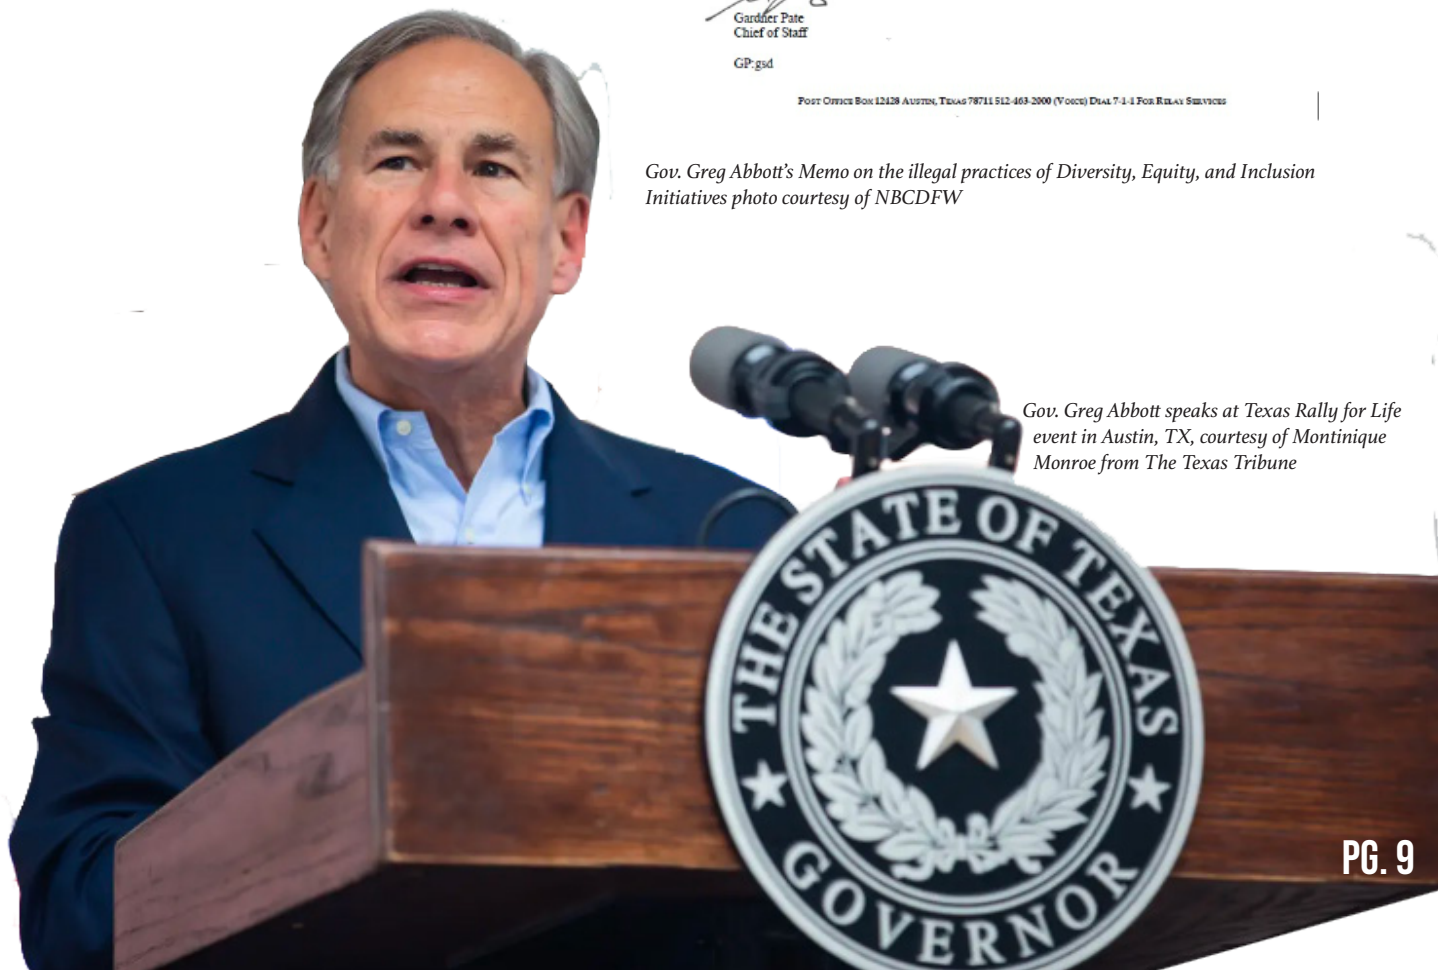 Gardner Pate
Chief of Staff
GP:gsd
POST OFFICE BOX 12428 AUSTIN, TEXAS 78711 512-463-2000 (VOICE) DIAL 7-1-1 FOR RELAY SERVICES
Gov. Greg Abbott's Memo on the illegal practices of Diversity, Equity, and Inclusion
Initiatives photo courtesy of NBCDFW
Gov. Greg Abbott speaks at Texas Rally for Life
event in Austin, TX, courtesy of Montinique
Monroe from The Texas Tribune
THE STATE OF TEXAS
GOVERNOR
PG. 9